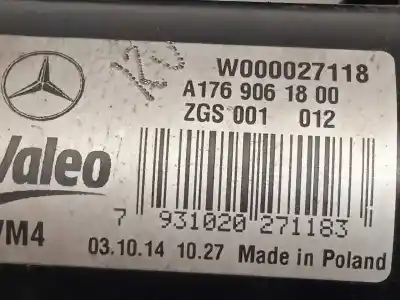 W000027118
A176 906 18 00
ZGS 001 012
Valeo
7 931020 271183
VM4 03.10.14 10.27 Made in Poland